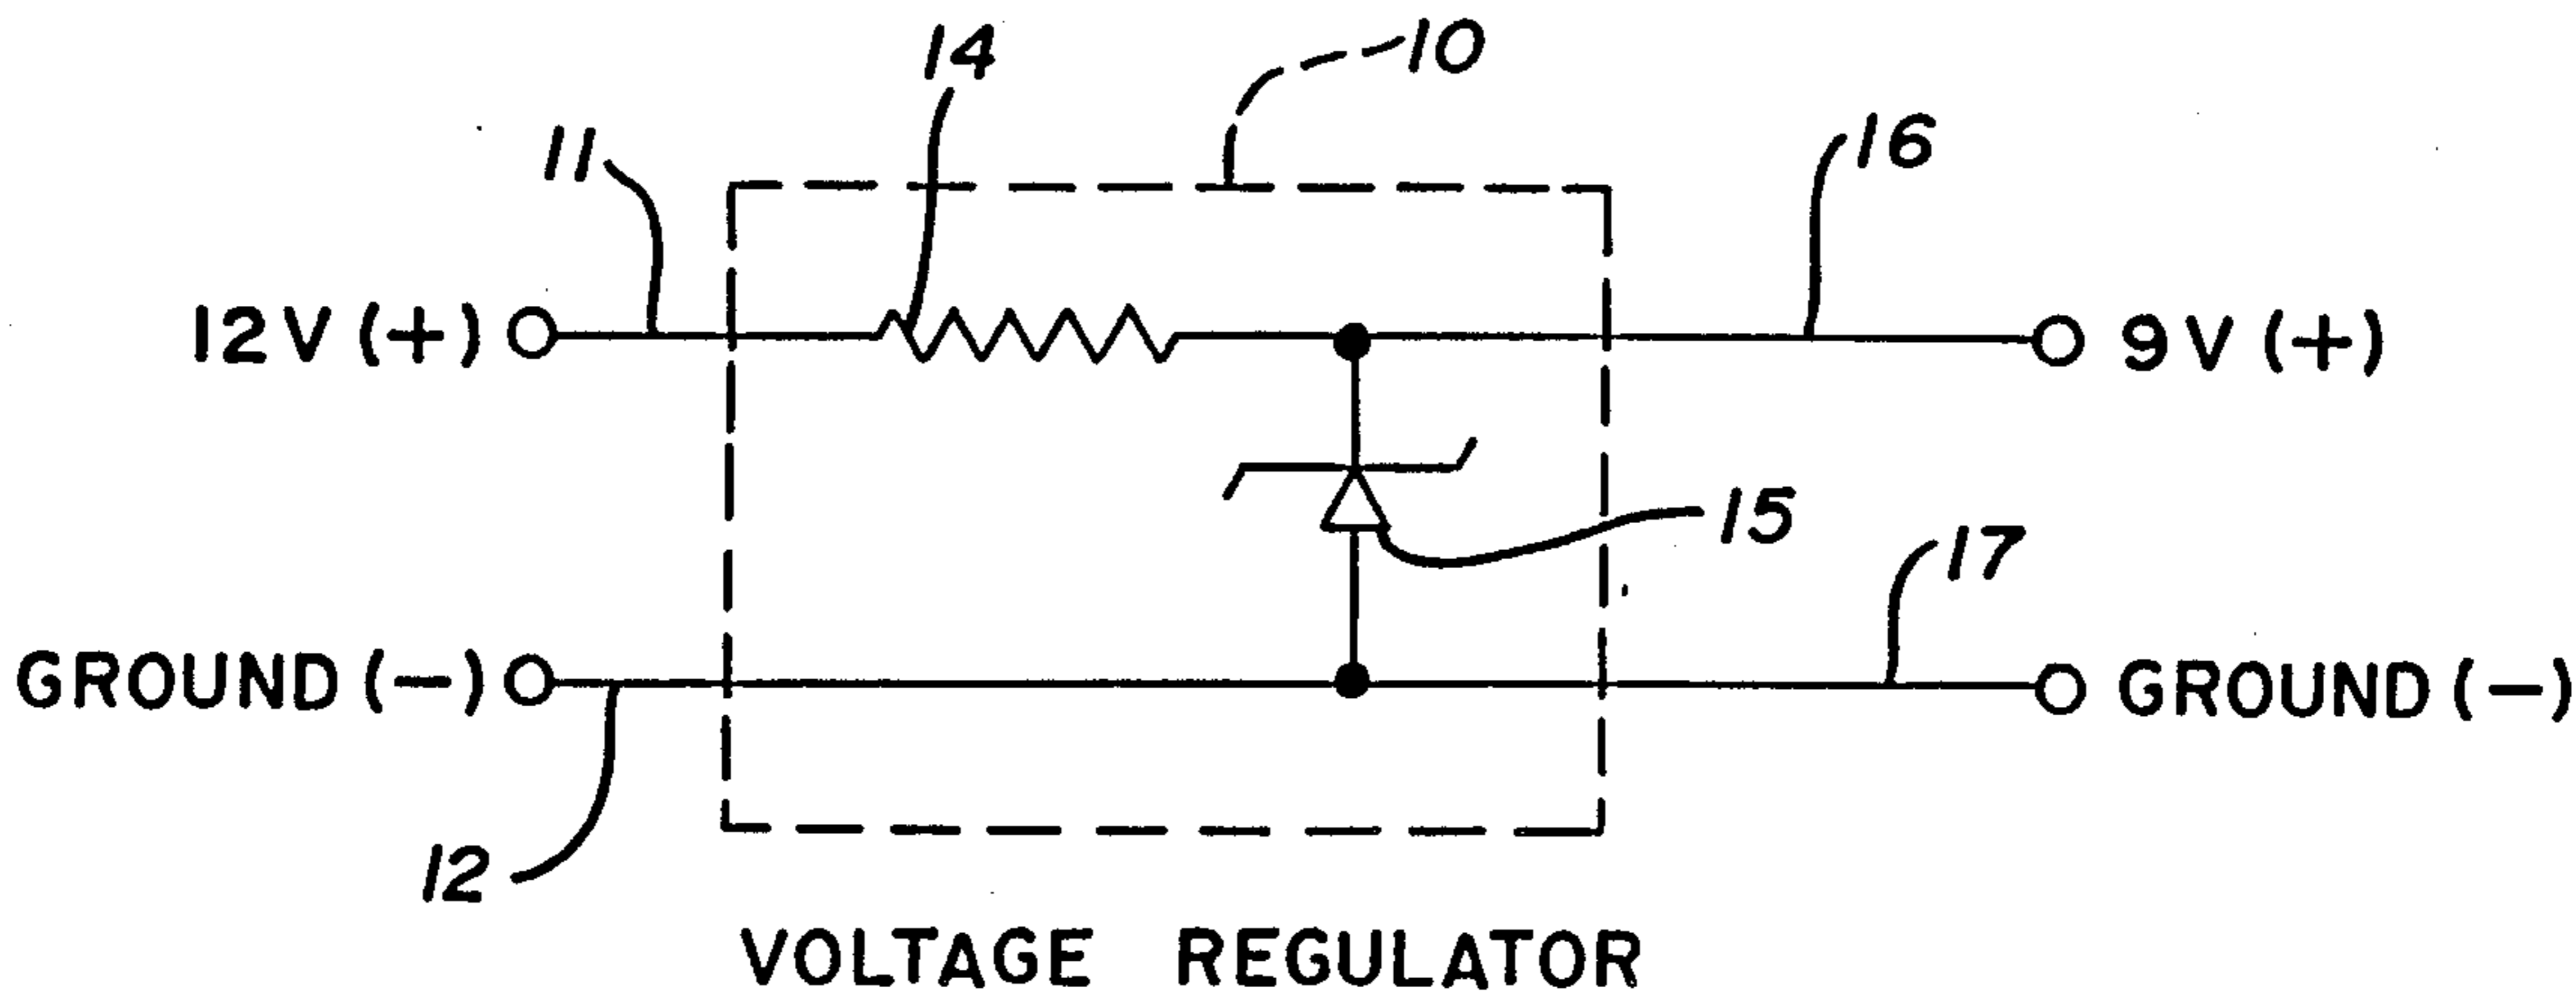 14
10
11
16
12V (+)
9V (+)
15
17
GROUND (-)
GROUND (-)
12
VOLTAGE REGULATOR